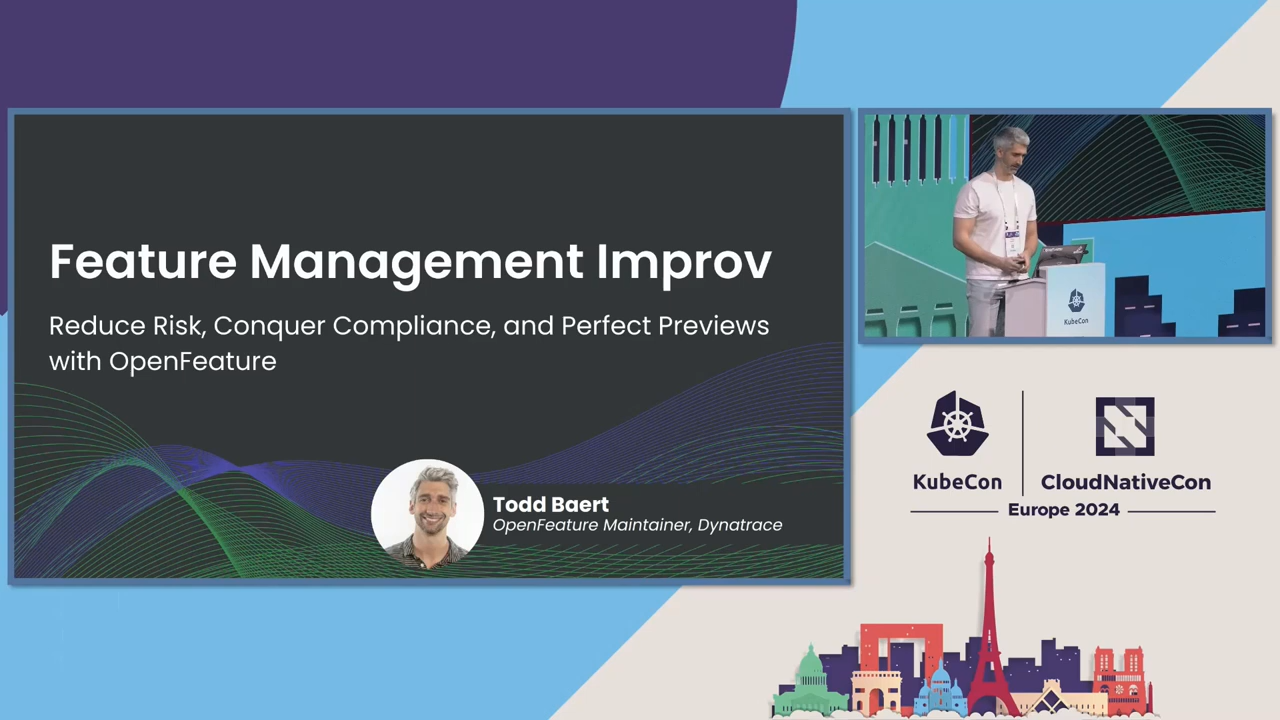 Feature Management Improv
Reduce Risk, Conquer Compliance, and Perfect Previews
with OpenFeature
Todd Baert
OpenFeature Maintainer, Dynatrace
KubeCon
KubeCon
CloudNativeCon
Europe 2024